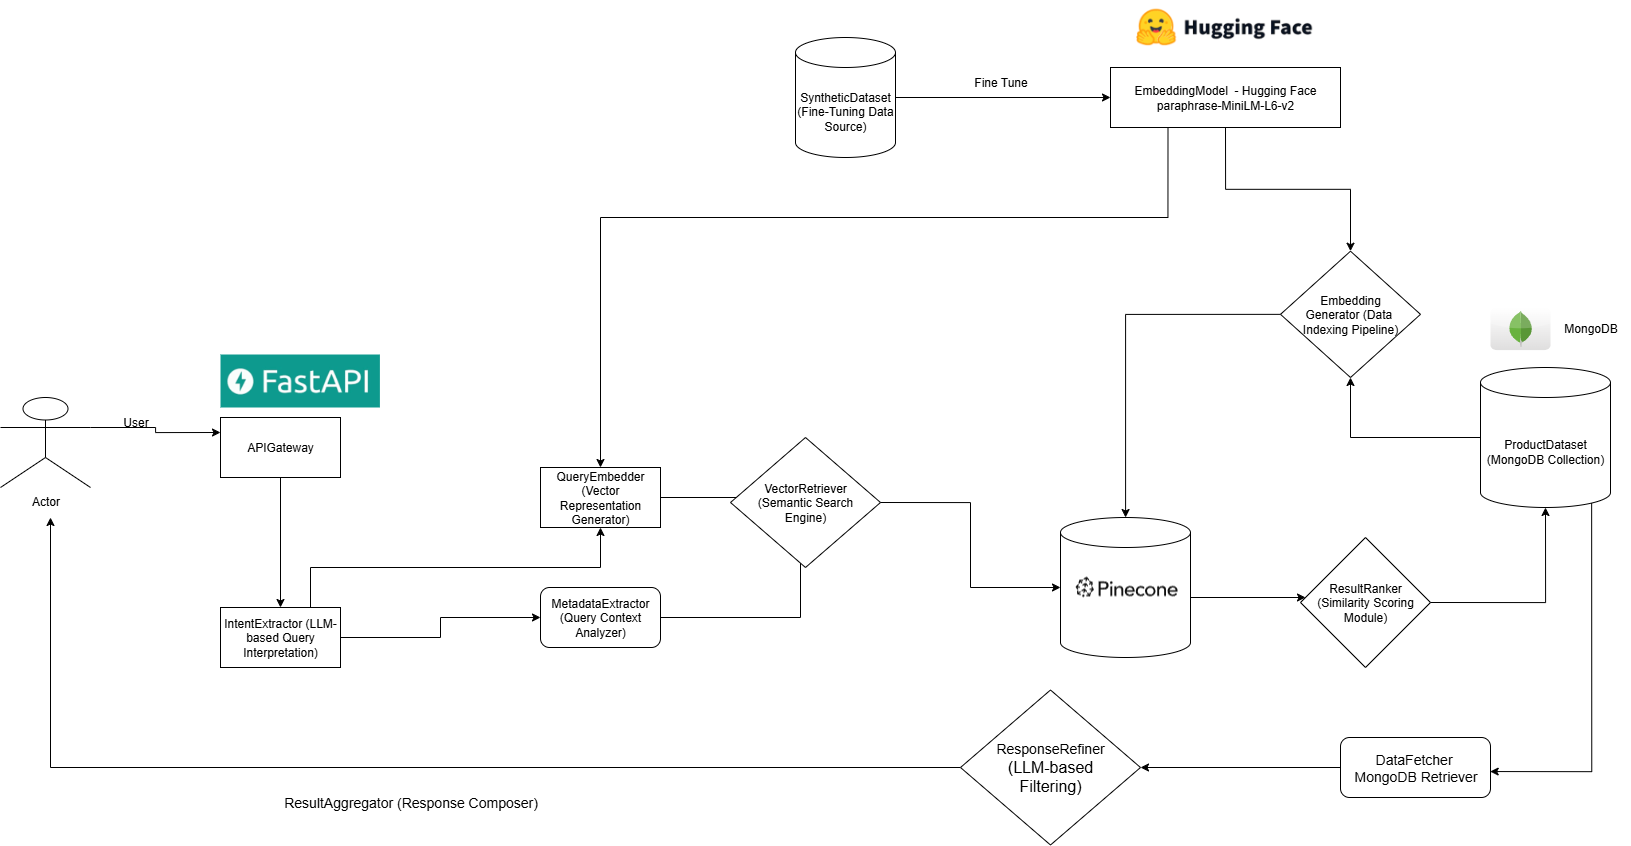 Hugging Face
Fine Tune
SyntheticDataset
(Fine-Tuning Data
Source)
EmbeddingModel - Hugging Face
paraphrase-MiniLM-L6-v2
Embedding
Generator (Data
Indexing Pipeline)
MongoDB
ProductDataset
(MongoDB Collection)
FastAPI
User
APIGateway
Actor
QueryEmbedder
(Vector
Representation
Generator)
VectorRetriever
(Semantic Search
Engine)
IntentExtractor (LLM-
based Query
Interpretation)
MetadataExtractor
(Query Context
Analyzer)
Pinecone
ResultRanker
(Similarity Scoring
Module)
ResponseRefiner
(LLM-based
Filtering)
DataFetcher
MongoDB Retriever
ResultAggregator (Response Composer)